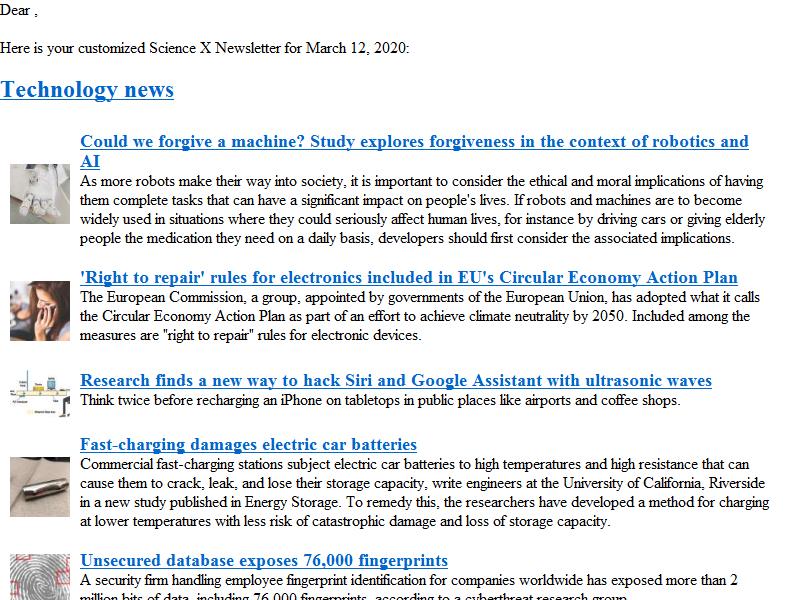 Dear ,
Here is your customized Science X Newsletter for March 12, 2020:
Technology news
Could we forgive a machine? Study explores forgiveness in the context of robotics and
AI
As more robots make their way into society, it is important to consider the ethical and moral implications of having
them complete tasks that can have a significant impact on people's lives. If robots and machines are to become
widely used in situations where they could seriously affect human lives, for instance by driving cars or giving elderly
people the medication they need on a daily basis, developers should first consider the associated implications.
'Right to repair' rules for electronics included in EU's Circular Economy Action Plan
The European Commission, a group, appointed by governments of the European Union, has adopted what it calls
the Circular Economy Action Plan as part of an effort to achieve climate neutrality by 2050. Included among the
measures are "right to repair" rules for electronic devices.
Research finds a new way to hack Siri and Google Assistant with ultrasonic waves
Think twice before recharging an iPhone on tabletops in public places like airports and coffee shops.
Fast-charging damages electric car batteries
Commercial fast-charging stations subject electric car batteries to high temperatures and high resistance that can
cause them to crack, leak, and lose their storage capacity, write engineers at the University of California, Riverside
in a new study published in Energy Storage. To remedy this, the researchers have developed a method for charging
at lower temperatures with less risk of catastrophic damage and loss of storage capacity.
Unsecured database exposes 76,000 fingerprints
A security firm handling employee fingerprint identification for companies worldwide has exposed more than 2
million bits of data, including 76,000 fingerprints, according to a cyberthreat research group.